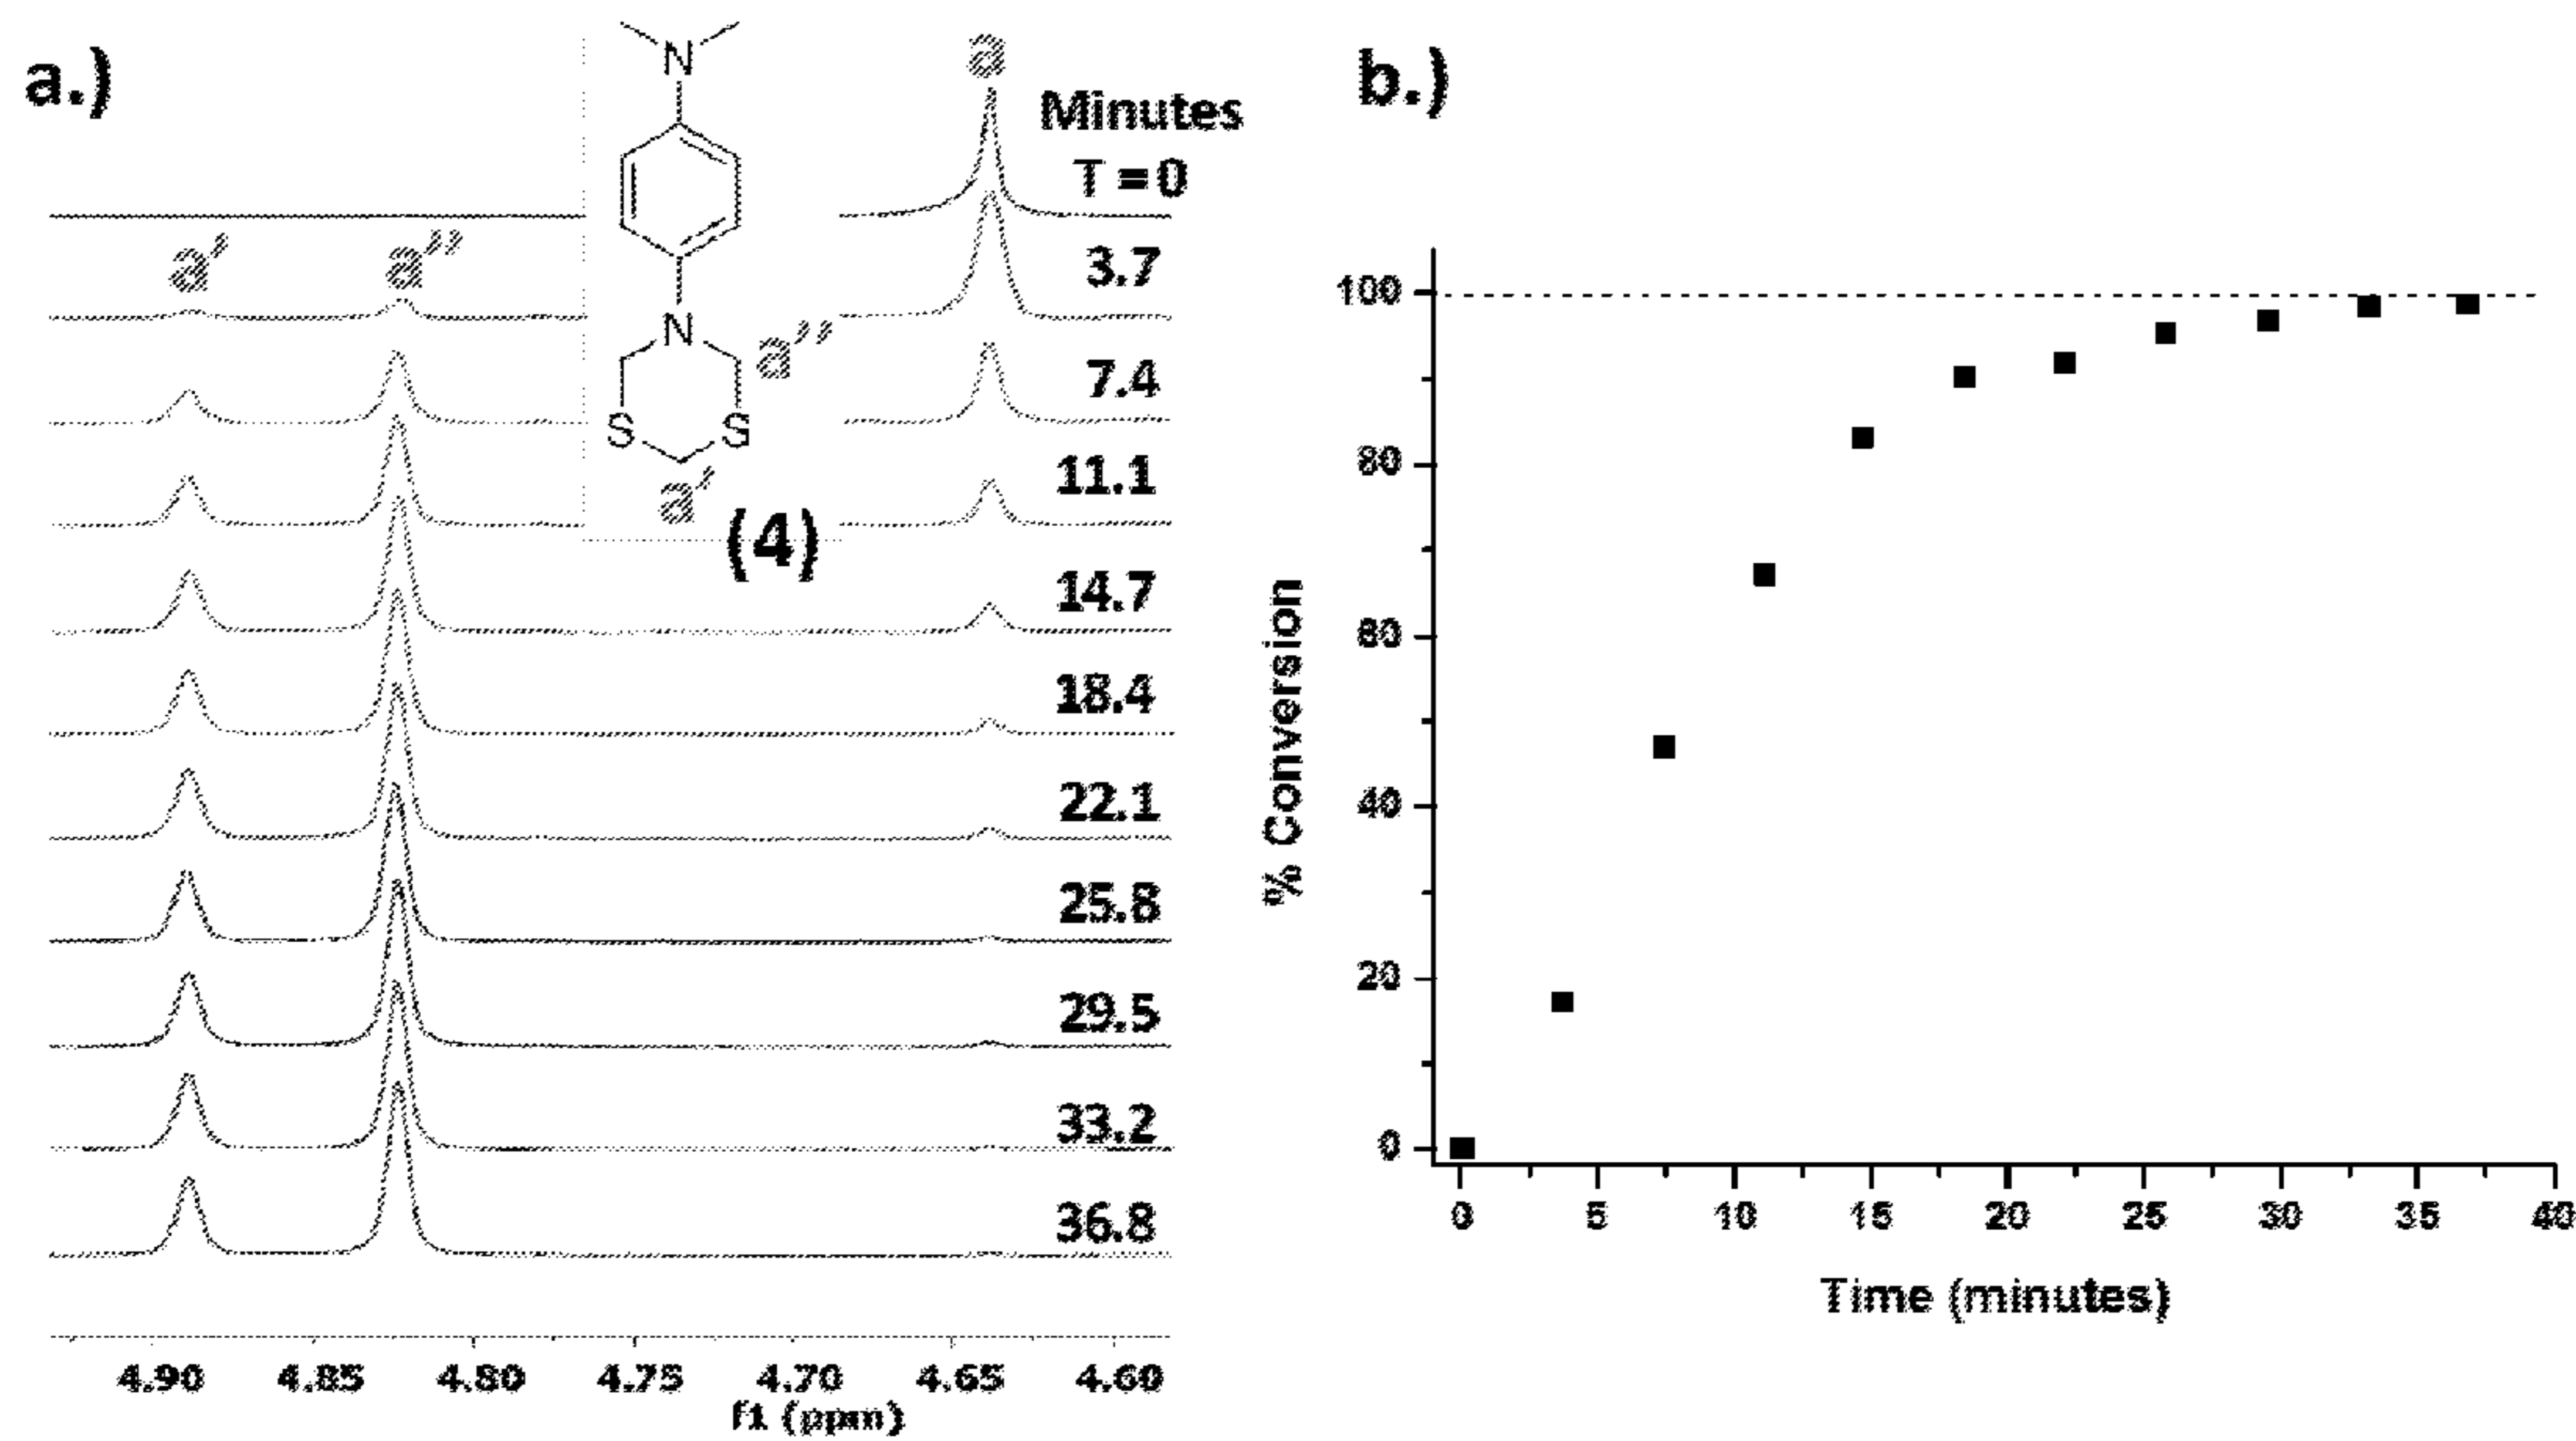 a.)
N
a
Minutes
T = 0
a′
a″
3.7
N
a″
7.4
S
S
a′
11.1
(4)
14.7
18.4
22.1
25.8
29.5
33.2
36.8
4.90 4.85 4.80 4.75 4.70 4.65 4.60
f1 (ppm)
b.)
100
80
60
40
20
0
% Conversion
0 5 10 15 20 25 30 35 40
Time (minutes)